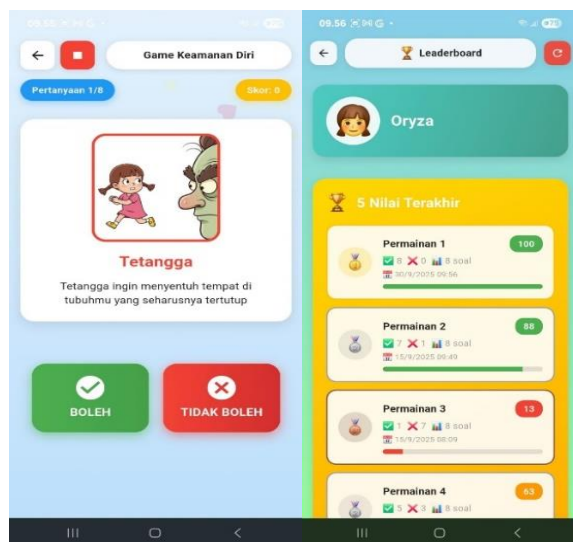 09.56
Game Keamanan Diri
Pertanyaan 1/8
Skor: 0
Tetangga
Tetangga ingin menyentuh tempat di
tubuhmu yang seharusnya tertutup
BOLEH
TIDAK BOLEH
09.56
Leaderboard
Oryza
5 Nilai Terakhir
Permainan 1
100
8 0 8 soal
30/9/2025 09:56
Permainan 2
88
7 1 8 soal
15/9/2025 09:49
Permainan 3
13
1 7 8 soal
15/9/2025 08:09
Permainan 4
63
5 3 8 soal